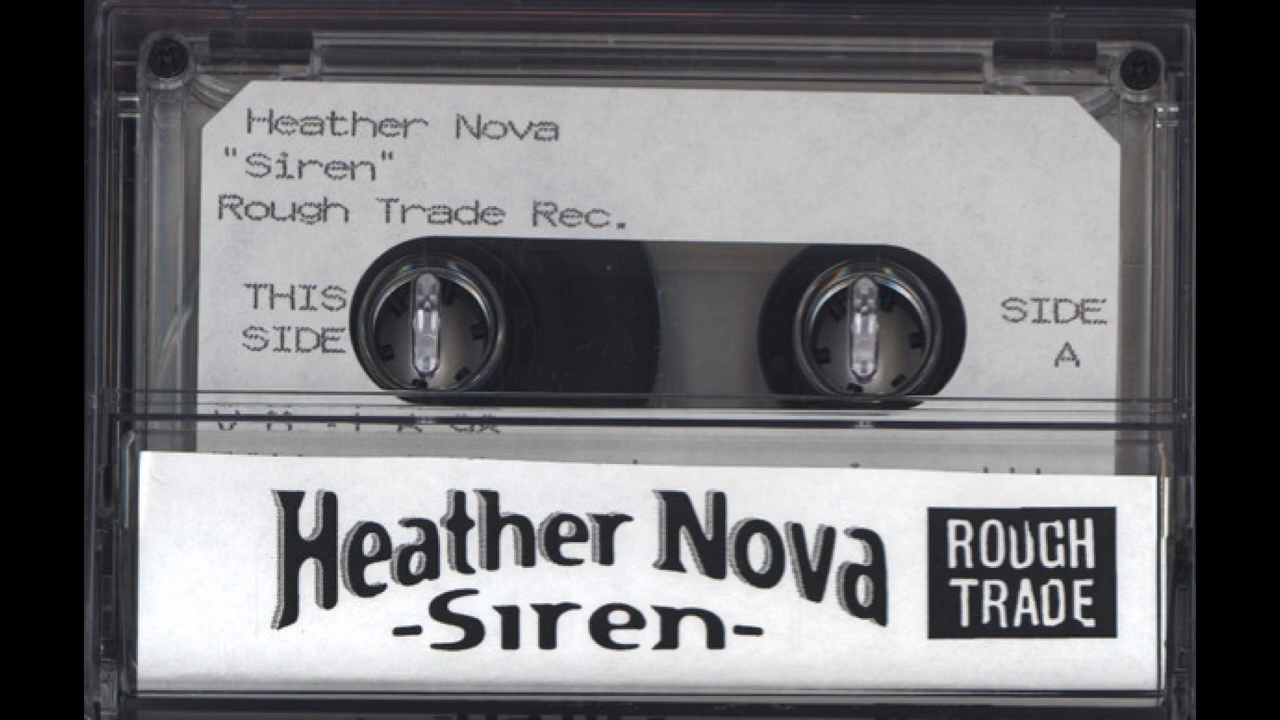 Heather Nova
"Siren"
Rough Trade Rec.
THIS
SIDE
SIDE
A
Heather Nova
-Siren-
ROUGH
TRADE